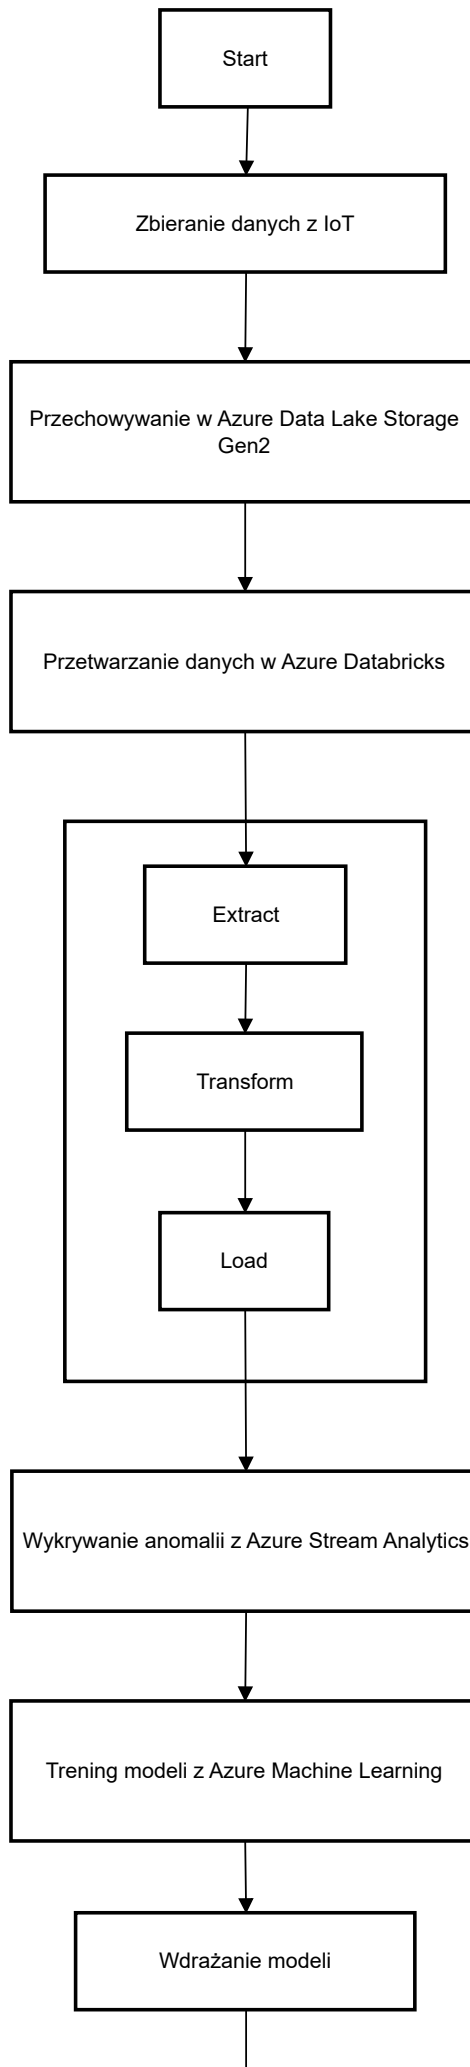 Start
Zbieranie danych z IoT
Przechowywanie w Azure Data Lake Storage
Gen2
Przetwarzanie danych w Azure Databricks
Extract
Transform
Load
Wykrywanie anomalii z Azure Stream Analytics
Trening modeli z Azure Machine Learning
Wdrażanie modeli